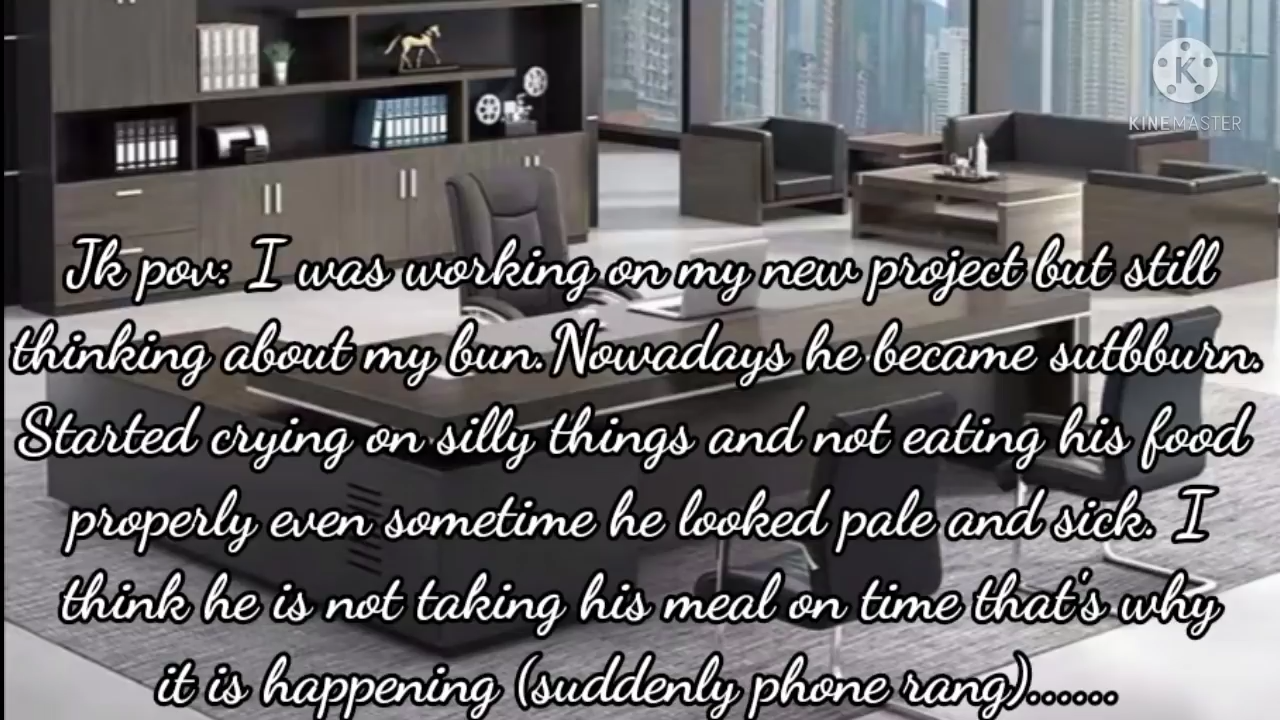 K
KINEMASTER
Jk pov: I was working on my new project but still
thinking about my bun.Nowadays he became sutbburn.
Started crying on silly things and not eating his food
properly even sometime he looked pale and sick. I
think he is not taking his meal on time that's why
it is happening (suddenly phone rang)......